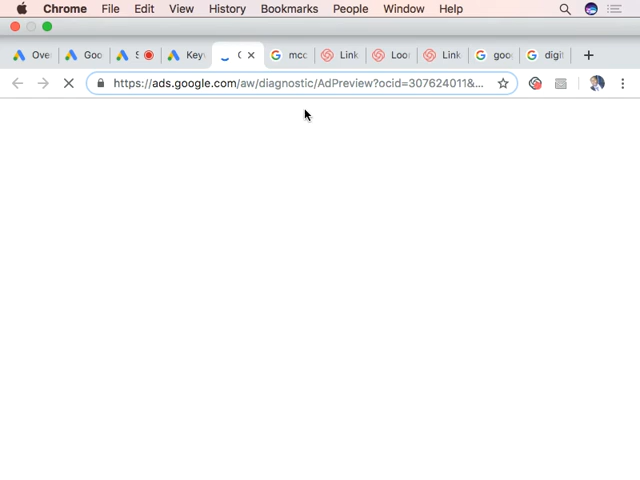 Chrome File Edit View History Bookmarks People Window Help
Ove Goo S Key mcc Link Loo Link goo digit
https://ads.google.com/aw/diagnostic/AdPreview?ocid=307624011&...